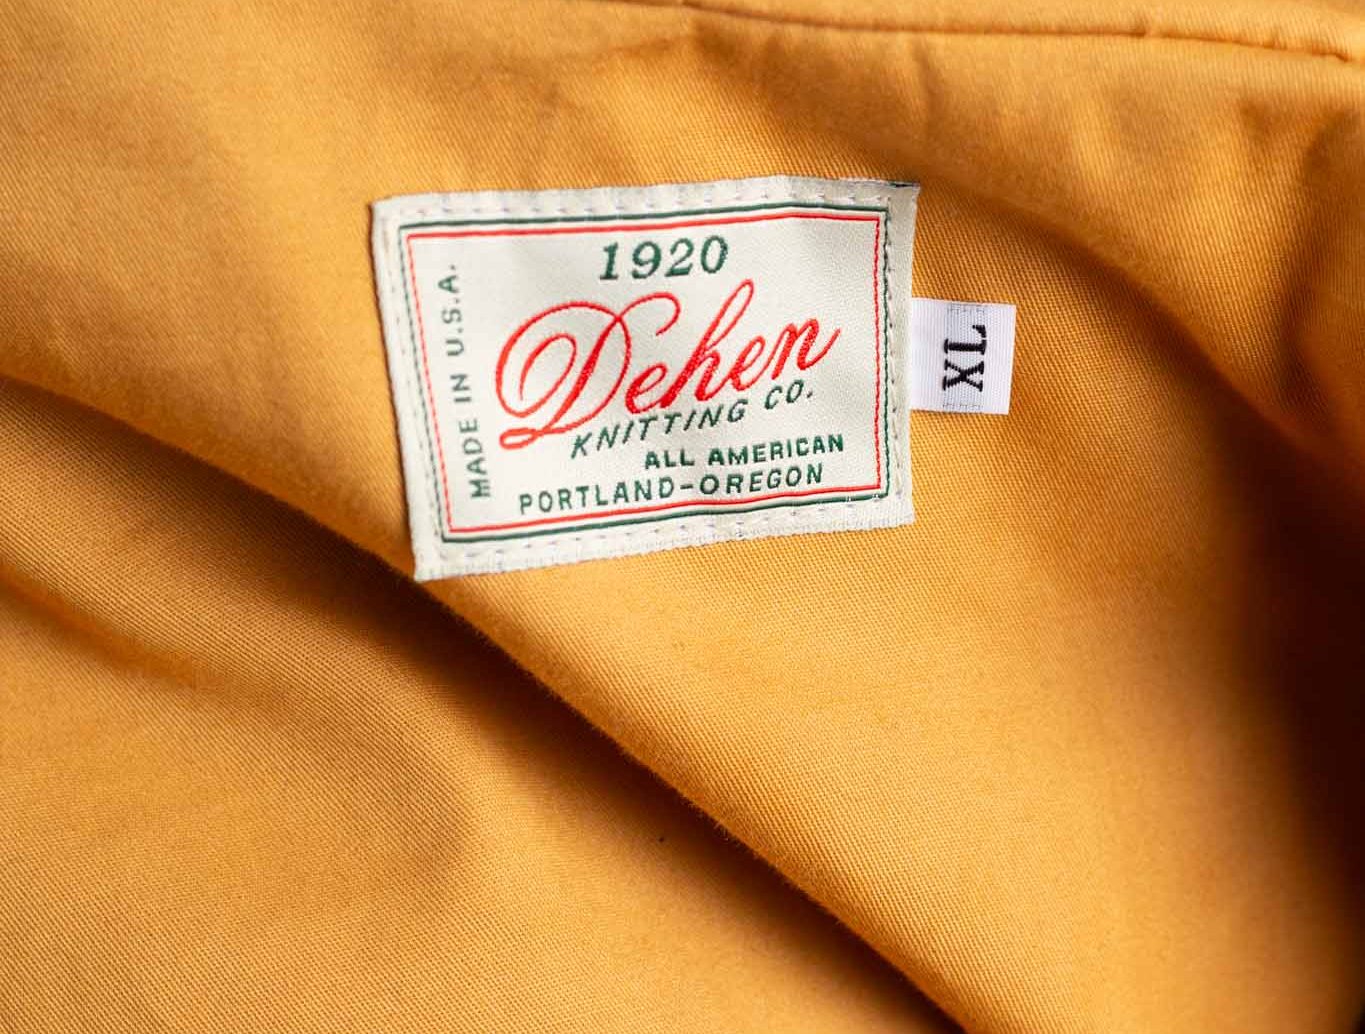 1920
Dehen
KNITTING CO.
ALL AMERICAN
PORTLAND-OREGON
MADE IN U.S.A.
XL